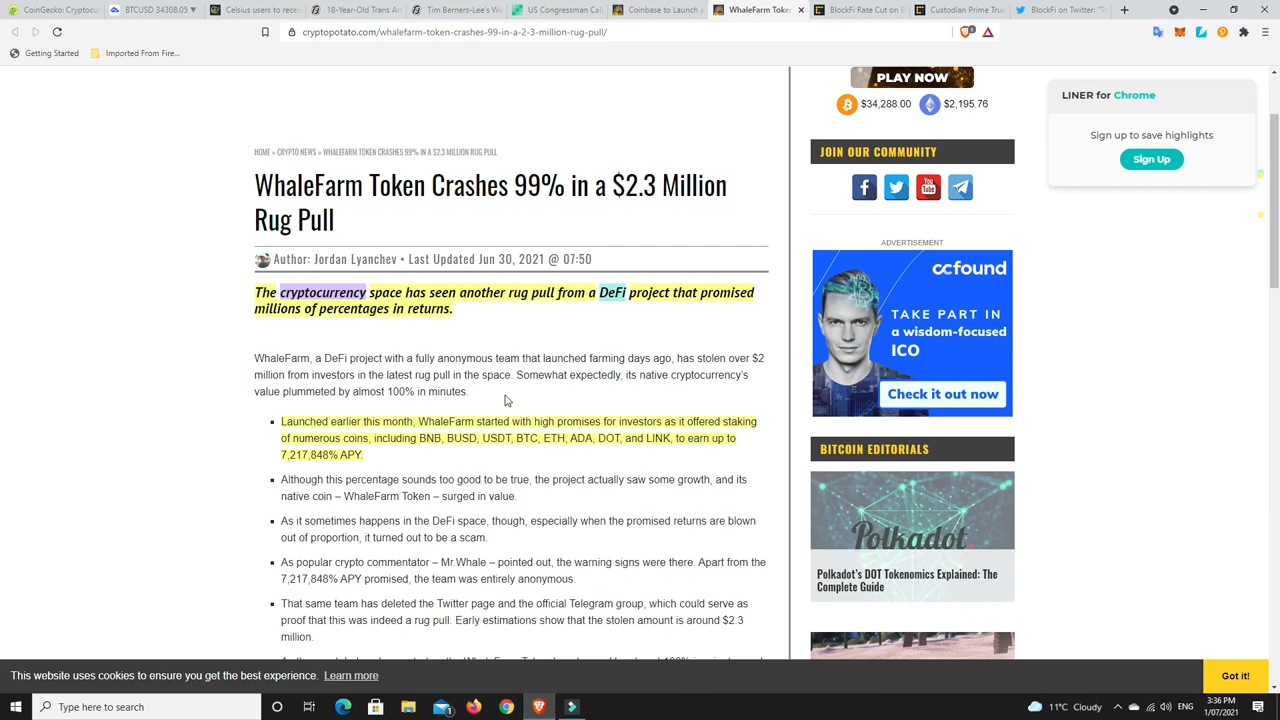 CoinGecko: Cryptocu
BTCUSD 34308.05
Celsius users to recei
18-Year-Old Trans Ar
Tim Berners-Lee's We
US Congressman Cal
Coinbase to Launch a
WhaleFarm Toke
BlockFi Rate Cut on B
Custodian Prime Trus
BlockFi on Twitter: "T
cryptopotato.com/whalefarm-token-crashes-99-in-a-2-3-million-rug-pull/
Getting Started
Imported From Fire...
PLAY NOW
$34,288.00
$2,195.76
LINER for Chrome
Sign up to save highlights
Sign Up
HOME » CRYPTO NEWS » WHALEFARM TOKEN CRASHES 99% IN A $2.3 MILLION RUG PULL
WhaleFarm Token Crashes 99% in a $2.3 Million
Rug Pull
Author: Jordan Lyanchev • Last Updated Jun 30, 2021 @ 07:50
The cryptocurrency space has seen another rug pull from a DeFi project that promised
millions of percentages in returns.
WhaleFarm, a DeFi project with a fully anonymous team that launched farming days ago, has stolen over $2
million from investors in the latest rug pull in the space. Somewhat expectedly, its native cryptocurrency's
value plummeted by almost 100% in minutes.
Launched earlier this month, WhaleFarm started with high promises for investors as it offered staking
of numerous coins, including BNB, BUSD, USDT, BTC, ETH, ADA, DOT, and LINK, to earn up to
7,217,848% APY.
Although this percentage sounds too good to be true, the project actually saw some growth, and its
native coin – WhaleFarm Token – surged in value.
As it sometimes happens in the DeFi space, though, especially when the promised returns are blown
out of proportion, it turned out to be a scam.
As popular crypto commentator – Mr.Whale – pointed out, the warning signs were there. Apart from the
7,217,848% APY promised, the team was entirely anonymous.
That same team has deleted the Twitter page and the official Telegram group, which could serve as
proof that this was indeed a rug pull. Early estimations show that the stolen amount is around $2.3
million.
JOIN OUR COMMUNITY
You
Tube
ADVERTISEMENT
ccfound
TAKE PART IN
a wisdom-focused
ICO
Check it out now
BITCOIN EDITORIALS
Polkadot.
Polkadot's DOT Tokenomics Explained: The
Complete Guide
This website uses cookies to ensure you get the best experience. Learn more
Got it!
Type here to search
11°C Cloudy
ENG
3:36 PM
1/07/2021